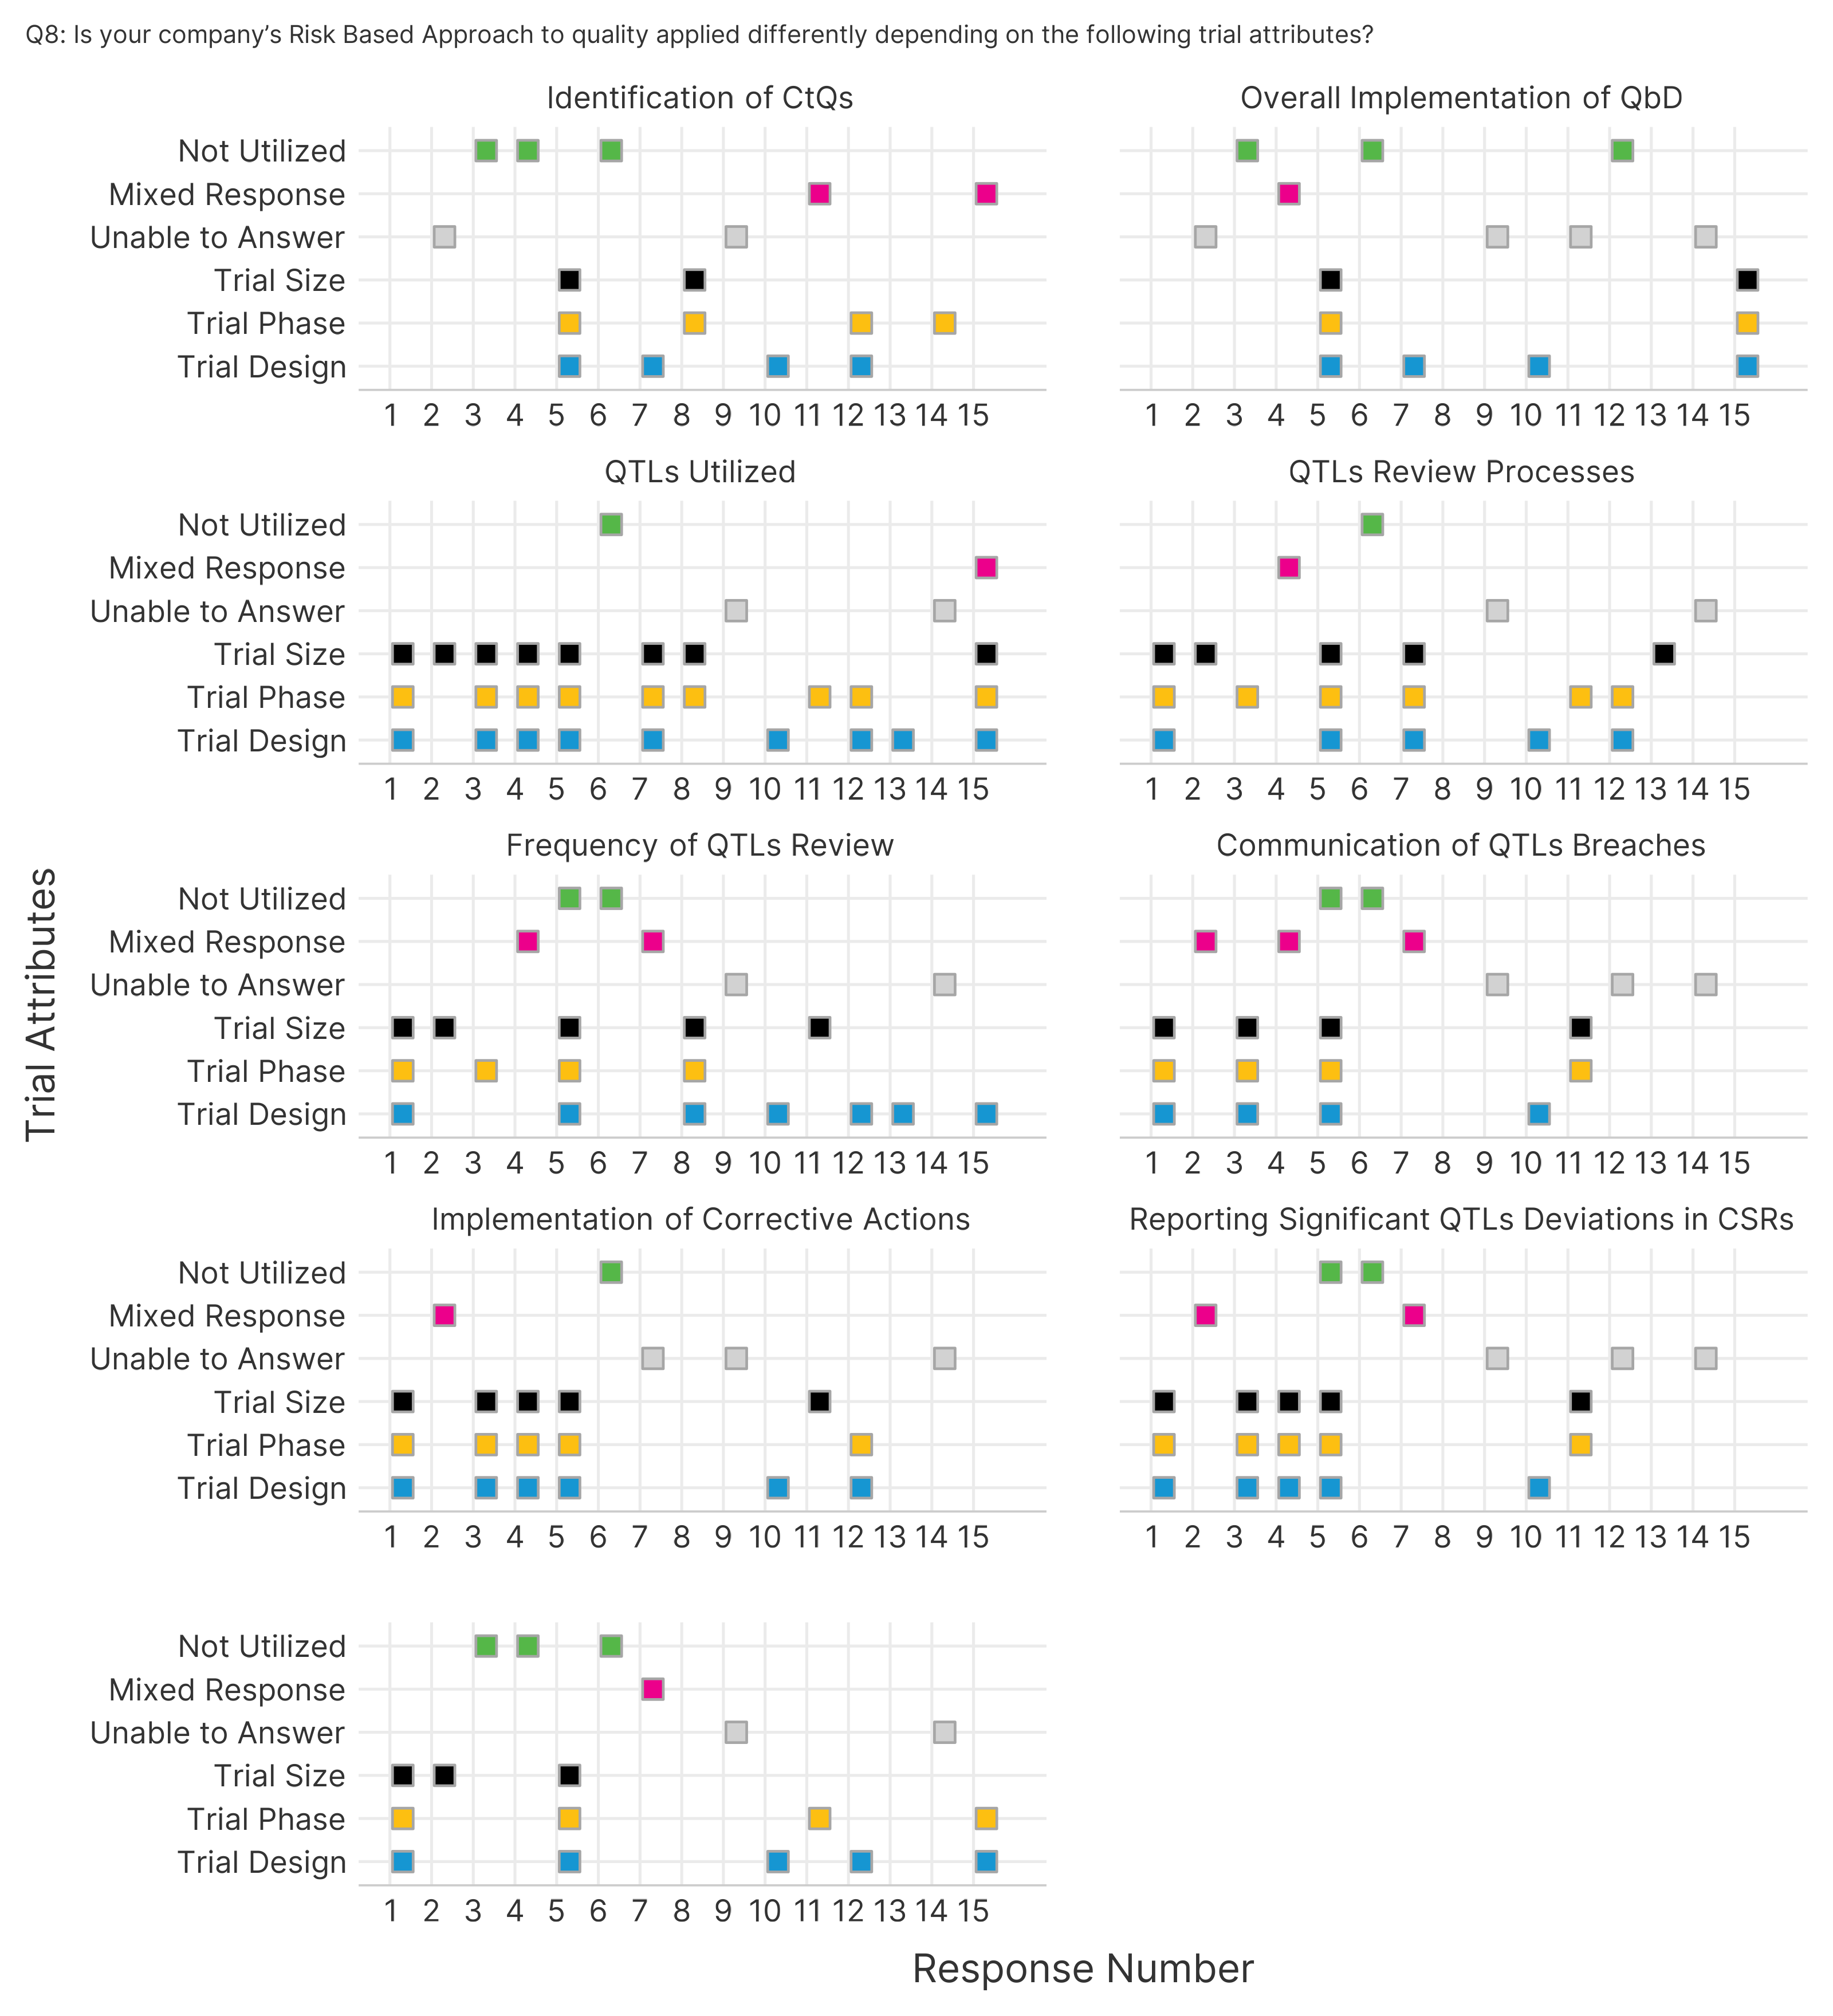 Q8: Is your company’s Risk Based Approach to quality applied differently depending on the following trial attributes?
Identification of CtQs
Not Utilized
Mixed Response
Unable to Answer
Trial Size
Trial Phase
Trial Design
1 2 3 4 5 6 7 8 9 10 11 12 13 14 15
Overall Implementation of QbD
1 2 3 4 5 6 7 8 9 10 11 12 13 14 15
QTLs Utilized
Not Utilized
Mixed Response
Unable to Answer
Trial Size
Trial Phase
Trial Design
1 2 3 4 5 6 7 8 9 10 11 12 13 14 15
QTLs Review Processes
1 2 3 4 5 6 7 8 9 10 11 12 13 14 15
Trial Attributes
Frequency of QTLs Review
Not Utilized
Mixed Response
Unable to Answer
Trial Size
Trial Phase
Trial Design
1 2 3 4 5 6 7 8 9 10 11 12 13 14 15
Communication of QTLs Breaches
1 2 3 4 5 6 7 8 9 10 11 12 13 14 15
Implementation of Corrective Actions
Not Utilized
Mixed Response
Unable to Answer
Trial Size
Trial Phase
Trial Design
1 2 3 4 5 6 7 8 9 10 11 12 13 14 15
Reporting Significant QTLs Deviations in CSRs
1 2 3 4 5 6 7 8 9 10 11 12 13 14 15
Not Utilized
Mixed Response
Unable to Answer
Trial Size
Trial Phase
Trial Design
1 2 3 4 5 6 7 8 9 10 11 12 13 14 15
Response Number